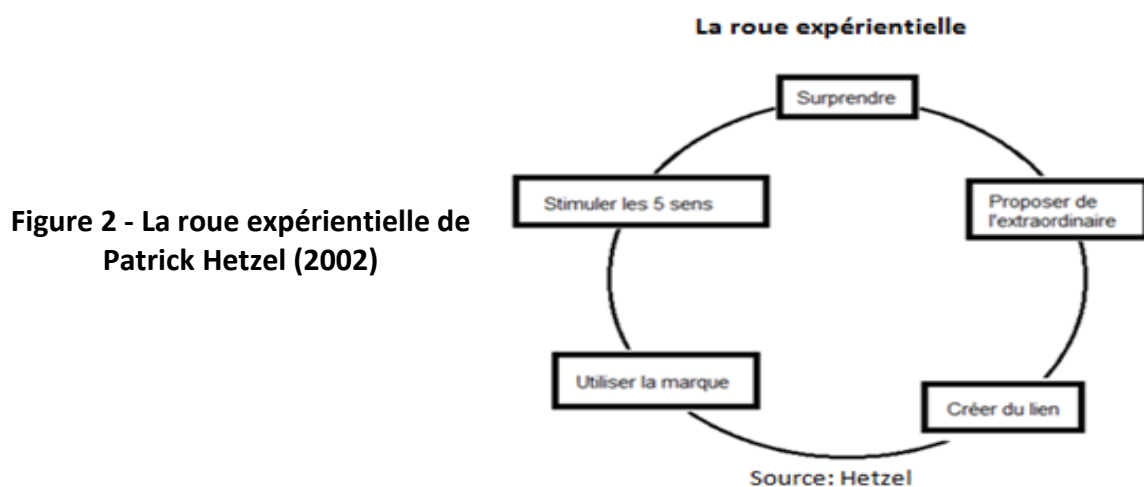 La roue expérientielle
Surprendre
Stimuler les 5 sens
Proposer de
l'extraordinaire
Figure 2 - La roue expérientielle de
Patrick Hetzel (2002)
Utiliser la marque
Créer du lien
Source: Hetzel